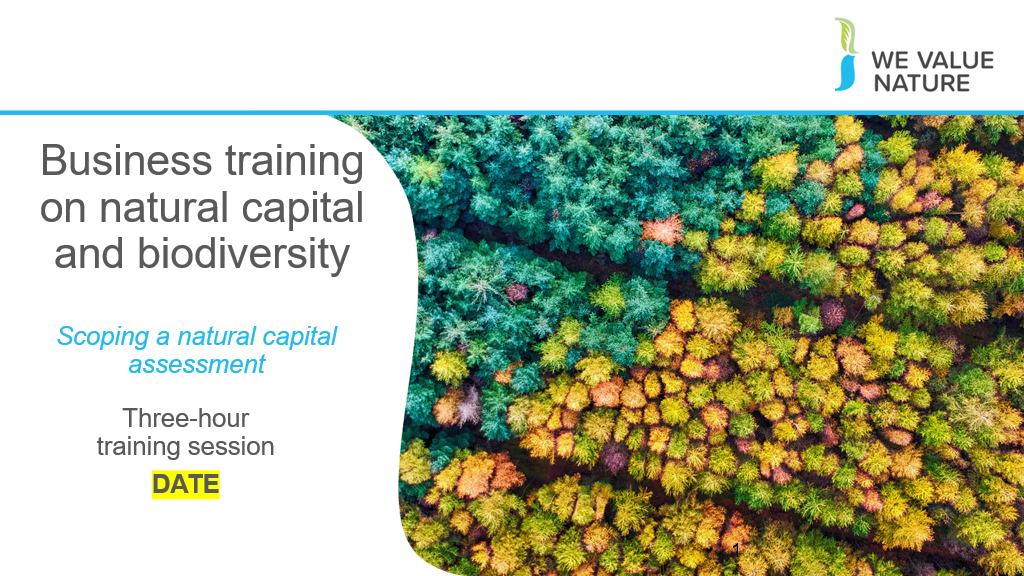 WE VALUE
NATURE
Business training
on natural capital
and biodiversity
Scoping a natural capital
assessment
Three-hour
training session
DATE
1